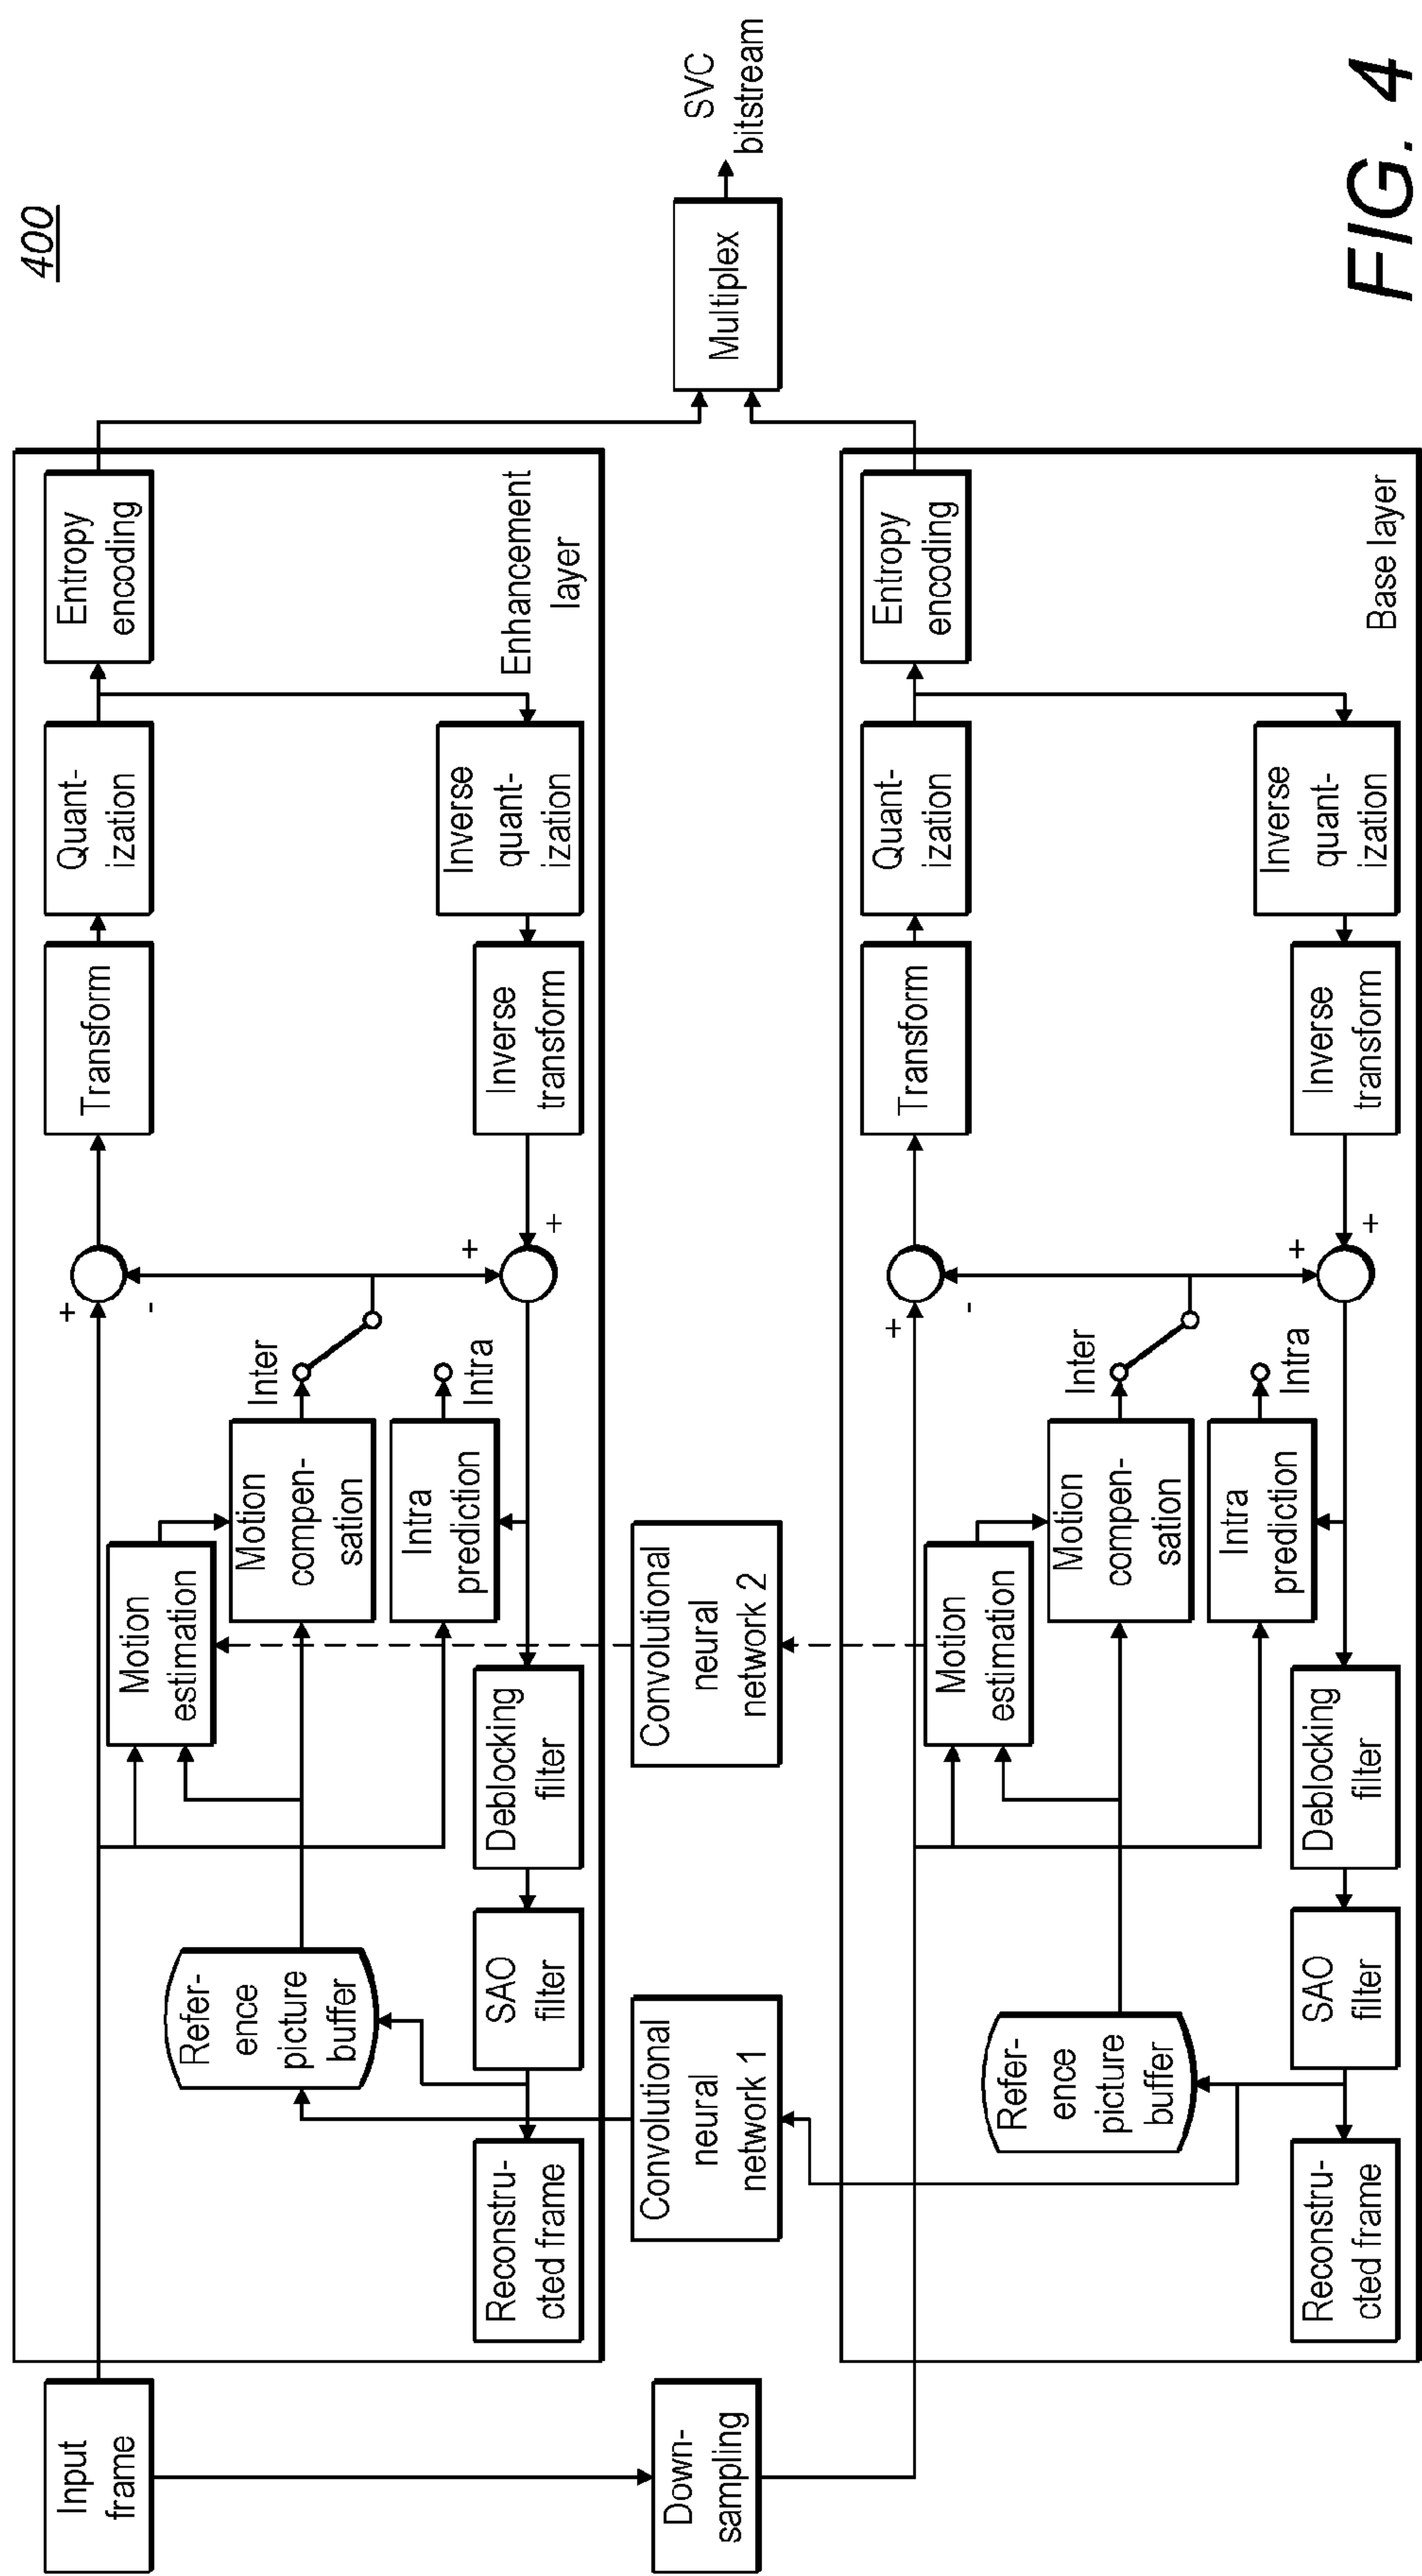 400
Input
frame
Down-
sampling
Enhancement
layer
Motion
estimation
Motion
compen-
sation
Inter
Intra
prediction
Intra
Refer-
ence
picture
buffer
Deblocking
filter
SAO
filter
Reconstru-
cted frame
+
-
+
+
Transform
Quant-
ization
Entropy
encoding
Inverse
quant-
ization
Inverse
transform
Convolutional
neural
network 1
Convolutional
neural
network 2
Multiplex
SVC
bitstream
Base layer
Motion
estimation
Motion
compen-
sation
Inter
Intra
prediction
Intra
Refer-
ence
picture
buffer
Deblocking
filter
SAO
filter
Reconstru-
cted frame
+
-
+
+
Transform
Quant-
ization
Entropy
encoding
Inverse
quant-
ization
Inverse
transform
FIG. 4